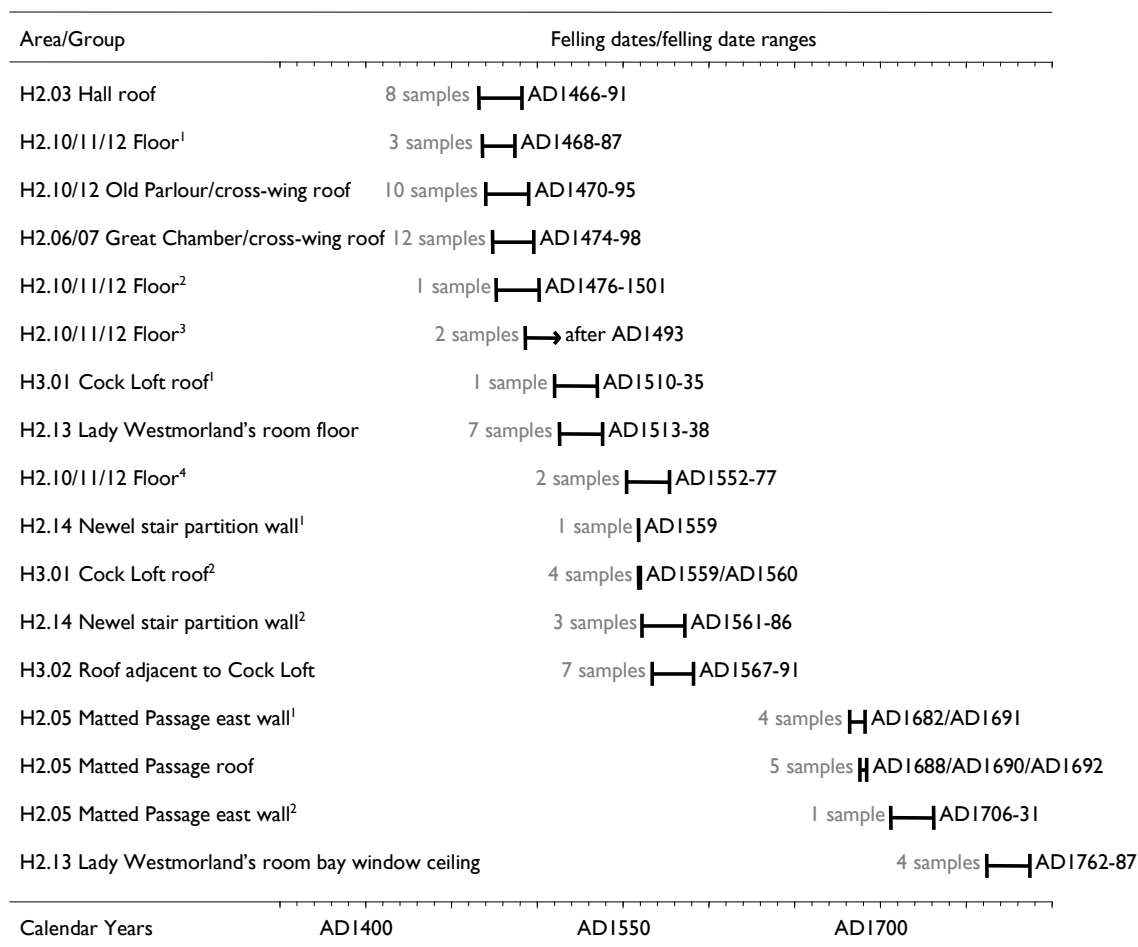 Area/Group Felling dates/felling date ranges
H2.03 Hall roof 8 samples AD1466-91
H2.10/11/12 Floor¹ 3 samples AD1468-87
H2.10/12 Old Parlour/cross-wing roof 10 samples AD1470-95
H2.06/07 Great Chamber/cross-wing roof 12 samples AD1474-98
H2.10/11/12 Floor² 1 sample AD1476-1501
H2.10/11/12 Floor³ 2 samples after AD1493
H3.01 Cock Loft roof¹ 1 sample AD1510-35
H2.13 Lady Westmorland's room floor 7 samples AD1513-38
H2.10/11/12 Floor⁴ 2 samples AD1552-77
H2.14 Newel stair partition wall¹ 1 sample AD1559
H3.01 Cock Loft roof² 4 samples AD1559/AD1560
H2.14 Newel stair partition wall² 3 samples AD1561-86
H3.02 Roof adjacent to Cock Loft 7 samples AD1567-91
H2.05 Matted Passage east wall¹ 4 samples AD1682/AD1691
H2.05 Matted Passage roof 5 samples AD1688/AD1690/AD1692
H2.05 Matted Passage east wall² 1 sample AD1706-31
H2.13 Lady Westmorland's room bay window ceiling 4 samples AD1762-87
Calendar Years AD1400 AD1550 AD1700